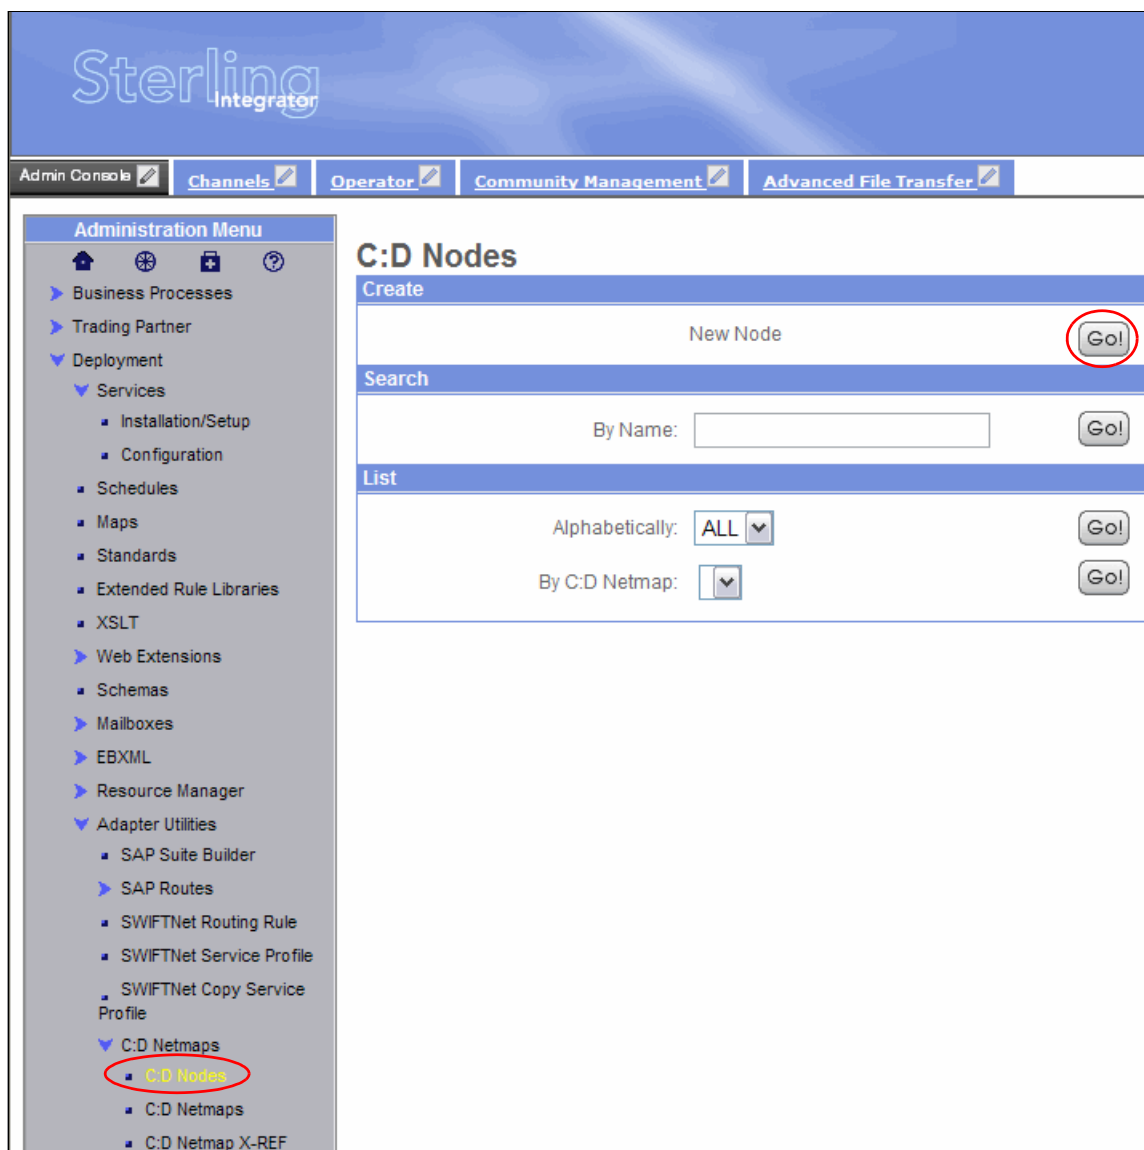 Sterling
Integrator
Admin Console
Channels
Operator
Community Management
Advanced File Transfer
Administration Menu
Business Processes
Trading Partner
Deployment
Services
Installation/Setup
Configuration
Schedules
Maps
Standards
Extended Rule Libraries
XSLT
Web Extensions
Schemas
Mailboxes
EBXML
Resource Manager
Adapter Utilities
SAP Suite Builder
SAP Routes
SWIFTNet Routing Rule
SWIFTNet Service Profile
SWIFTNet Copy Service
Profile
C:D Netmaps
C:D Nodes
C:D Netmaps
C:D Netmap X-REF
C:D Nodes
Create
New Node Go!
Search
By Name: Go!
List
Alphabetically: ALL Go!
By C:D Netmap: Go!